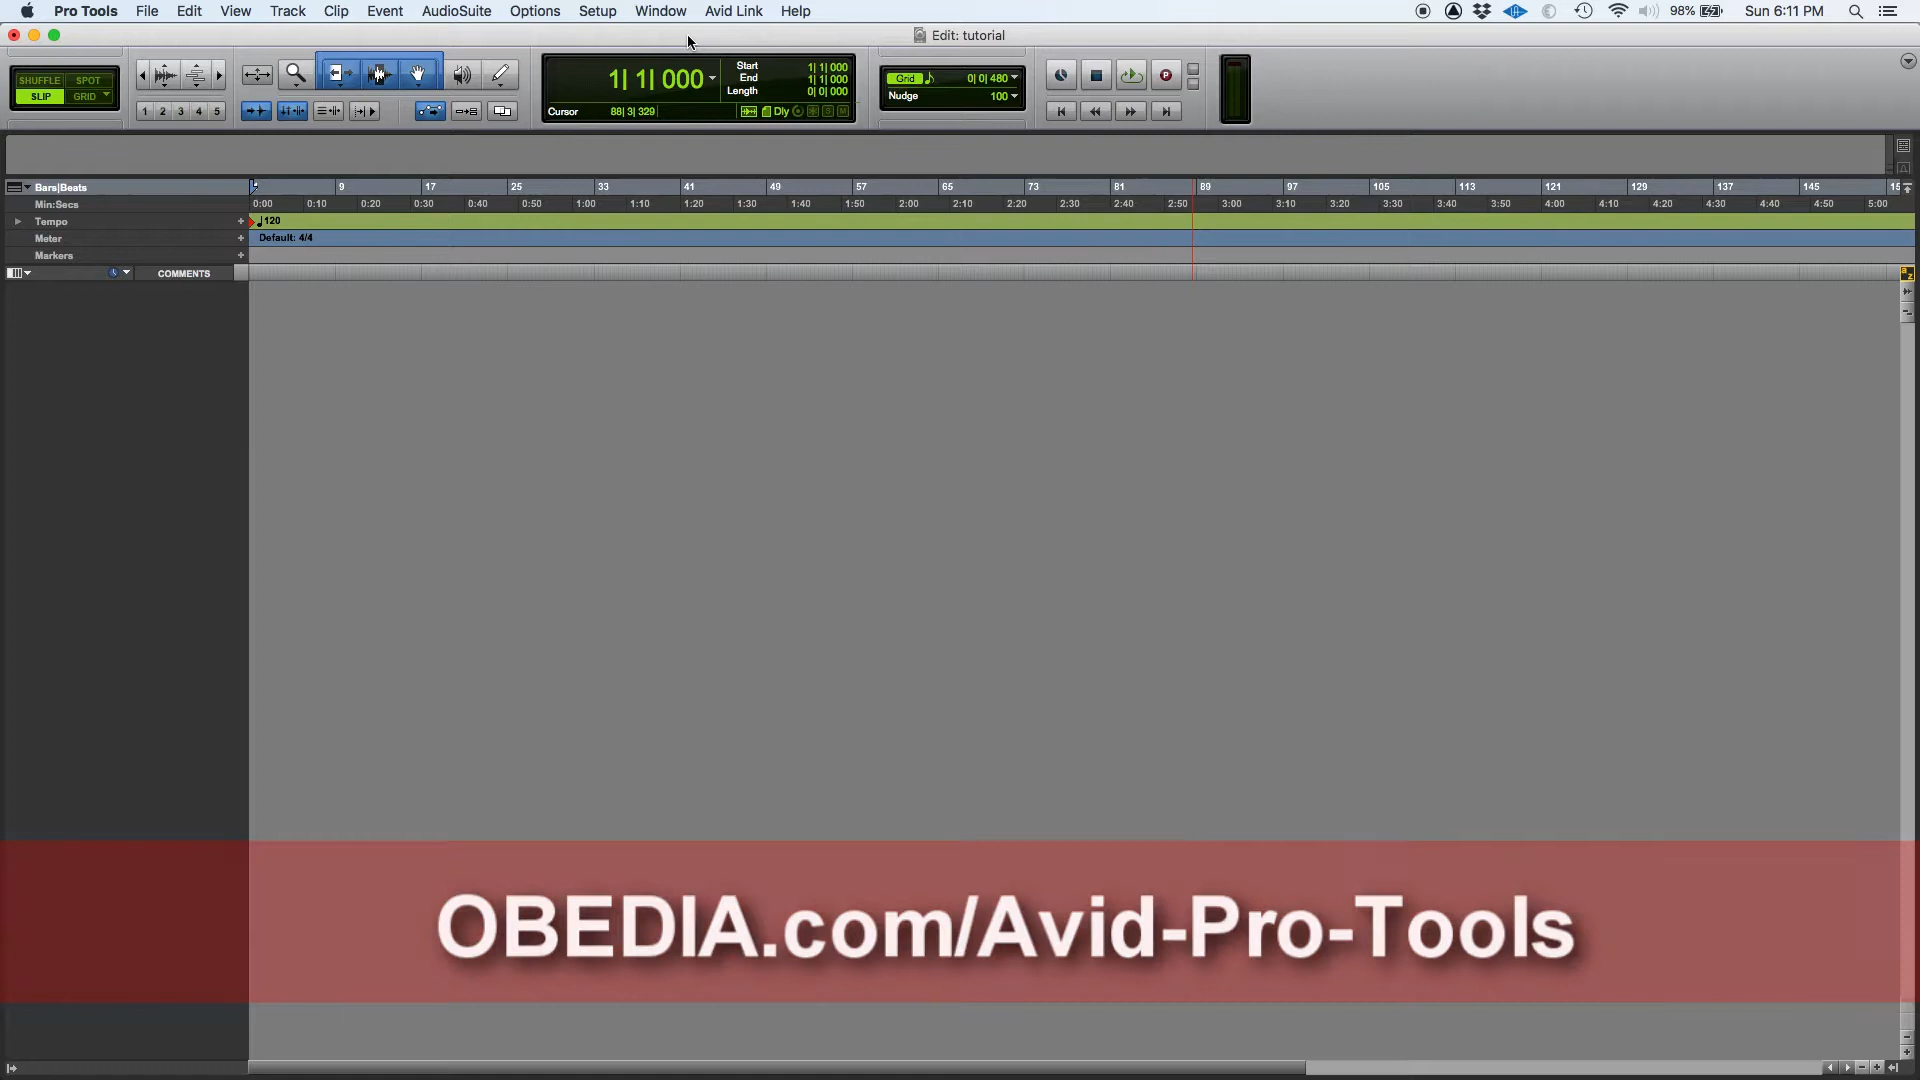 Pro Tools File Edit View Track Clip Event AudioSuite Options Setup Window Avid Link Help 98% Sun 6:11 PM
Edit: tutorial
SHUFFLE SPOT
SLIP GRID
1 2 3 4 5
1| 1| 000
Start 1| 1| 000
End 1| 1| 000
Length 0| 0| 000
Cursor 88| 3| 329 Dly
Grid 0| 0| 480
Nudge 100
Bars|Beats 9 17 25 33 41 49 57 65 73 81 89 97 105 113 121 129 137 145
Min:Secs 0:00 0:10 0:20 0:30 0:40 0:50 1:00 1:10 1:20 1:30 1:40 1:50 2:00 2:10 2:20 2:30 2:40 2:50 3:00 3:10 3:20 3:30 3:40 3:50 4:00 4:10 4:20 4:30 4:40 4:50 5:00
Tempo 120
Meter Default: 4/4
Markers
COMMENTS
OBEDIA.com/Avid-Pro-Tools